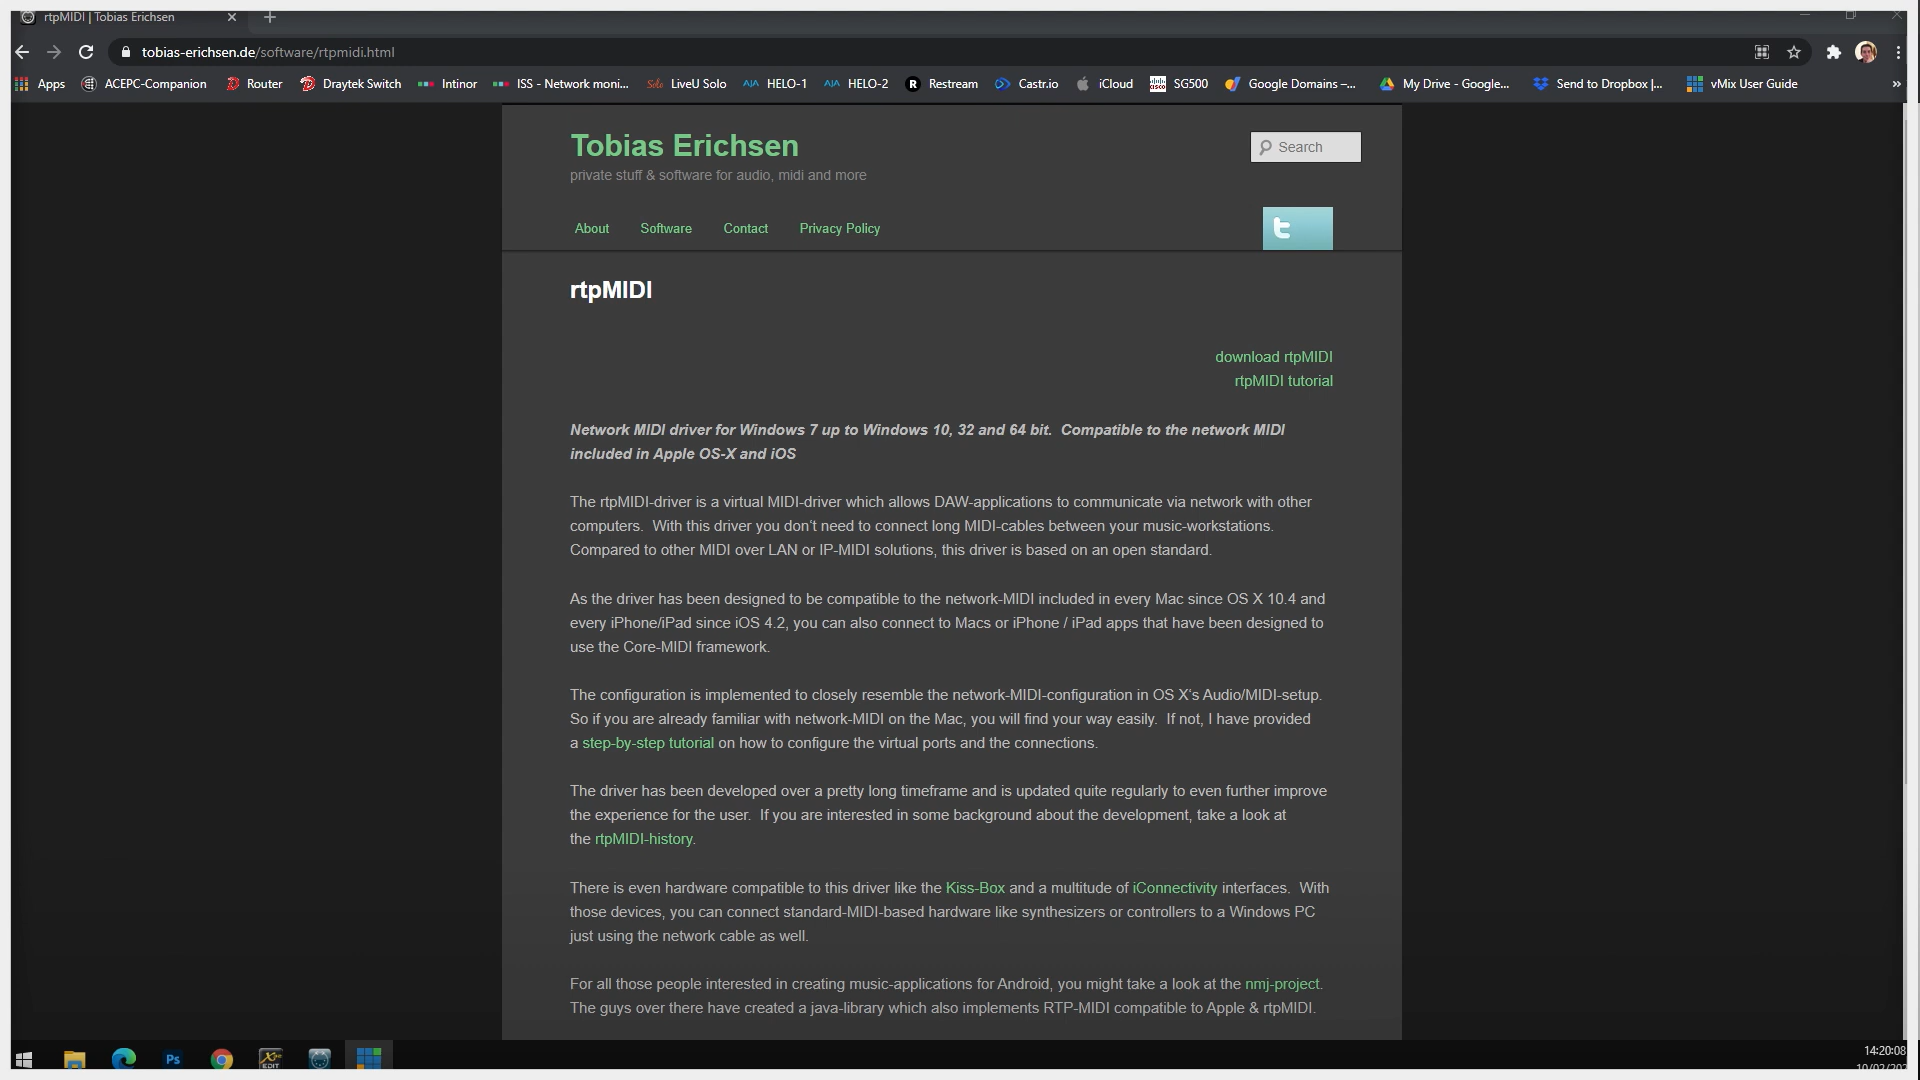 rtpMIDI | Tobias Erichsen
tobias-erichsen.de/software/rtpmidi.html
Apps ACEPC-Companion Router Draytek Switch Intinor ISS - Network moni... LiveU Solo HELO-1 HELO-2 Restream Castr.io iCloud SG500 Google Domains –... My Drive - Google... Send to Dropbox |... vMix User Guide »
Tobias Erichsen
Search
private stuff & software for audio, midi and more
About Software Contact Privacy Policy
rtpMIDI
download rtpMIDI
rtpMIDI tutorial
Network MIDI driver for Windows 7 up to Windows 10, 32 and 64 bit.  Compatible to the network MIDI
included in Apple OS-X and iOS
The rtpMIDI-driver is a virtual MIDI-driver which allows DAW-applications to communicate via network with other
computers.  With this driver you don't need to connect long MIDI-cables between your music-workstations.
Compared to other MIDI over LAN or IP-MIDI solutions, this driver is based on an open standard.
As the driver has been designed to be compatible to the network-MIDI included in every Mac since OS X 10.4 and
every iPhone/iPad since iOS 4.2, you can also connect to Macs or iPhone / iPad apps that have been designed to
use the Core-MIDI framework.
The configuration is implemented to closely resemble the network-MIDI-configuration in OS X's Audio/MIDI-setup.
So if you are already familiar with network-MIDI on the Mac, you will find your way easily.  If not, I have provided
a step-by-step tutorial on how to configure the virtual ports and the connections.
The driver has been developed over a pretty long timeframe and is updated quite regularly to even further improve
the experience for the user.  If you are interested in some background about the development, take a look at
the rtpMIDI-history.
There is even hardware compatible to this driver like the Kiss-Box and a multitude of iConnectivity interfaces.  With
those devices, you can connect standard-MIDI-based hardware like synthesizers or controllers to a Windows PC
just using the network cable as well.
For all those people interested in creating music-applications for Android, you might take a look at the nmj-project.
The guys over there have created a java-library which also implements RTP-MIDI compatible to Apple & rtpMIDI.
Ps
EDIT
14:20:08